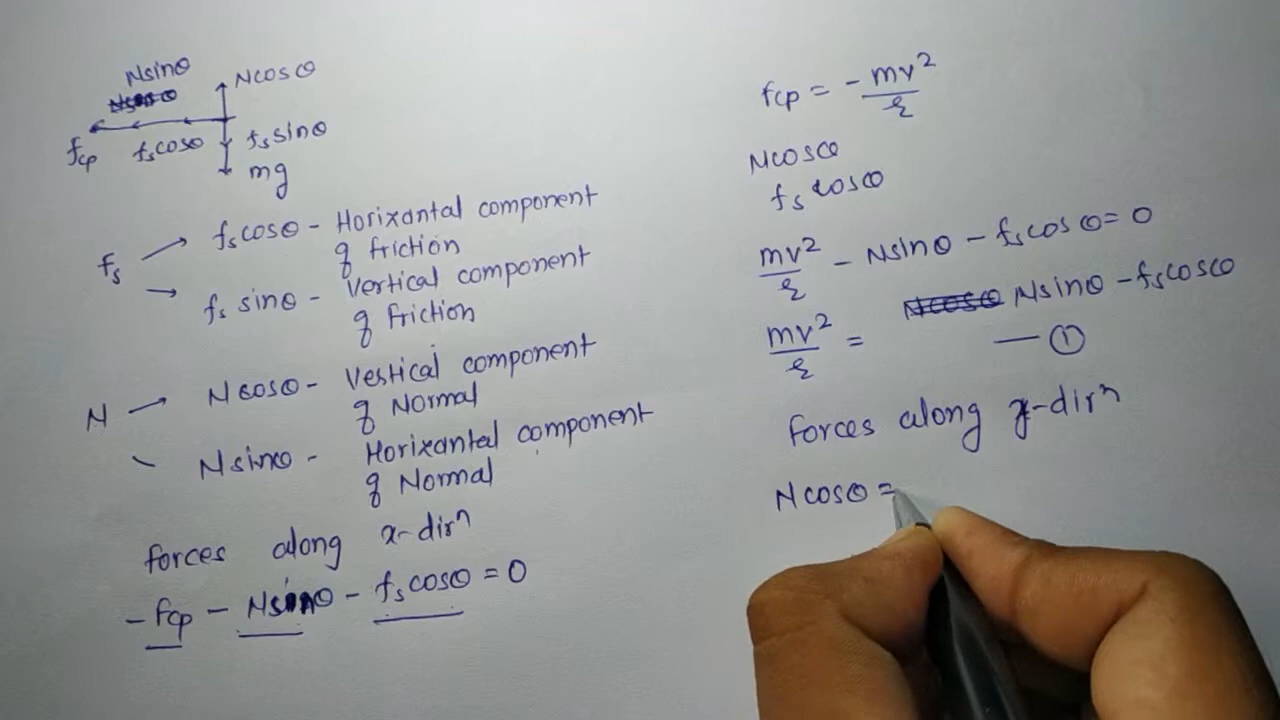 Nsinθ
Ncosθ
fcp
fscosθ
fssinθ
mg
fs → fscosθ - Horixantal component
of friction
→ fs sinθ - Vertical component
of friction
N → Ncosθ - Vertical component
of Normal
Nsinθ - Horixantal component
of Normal
forces along x-dirn
-fcp - Nsinθ - fscosθ = 0
fcp = - mv²/r
Ncosθ
fs cosθ
mv²/r - Nsinθ - fscosθ = 0
mv²/r = Nsinθ - fscosθ
— ①
forces along y-dirn
Ncosθ =